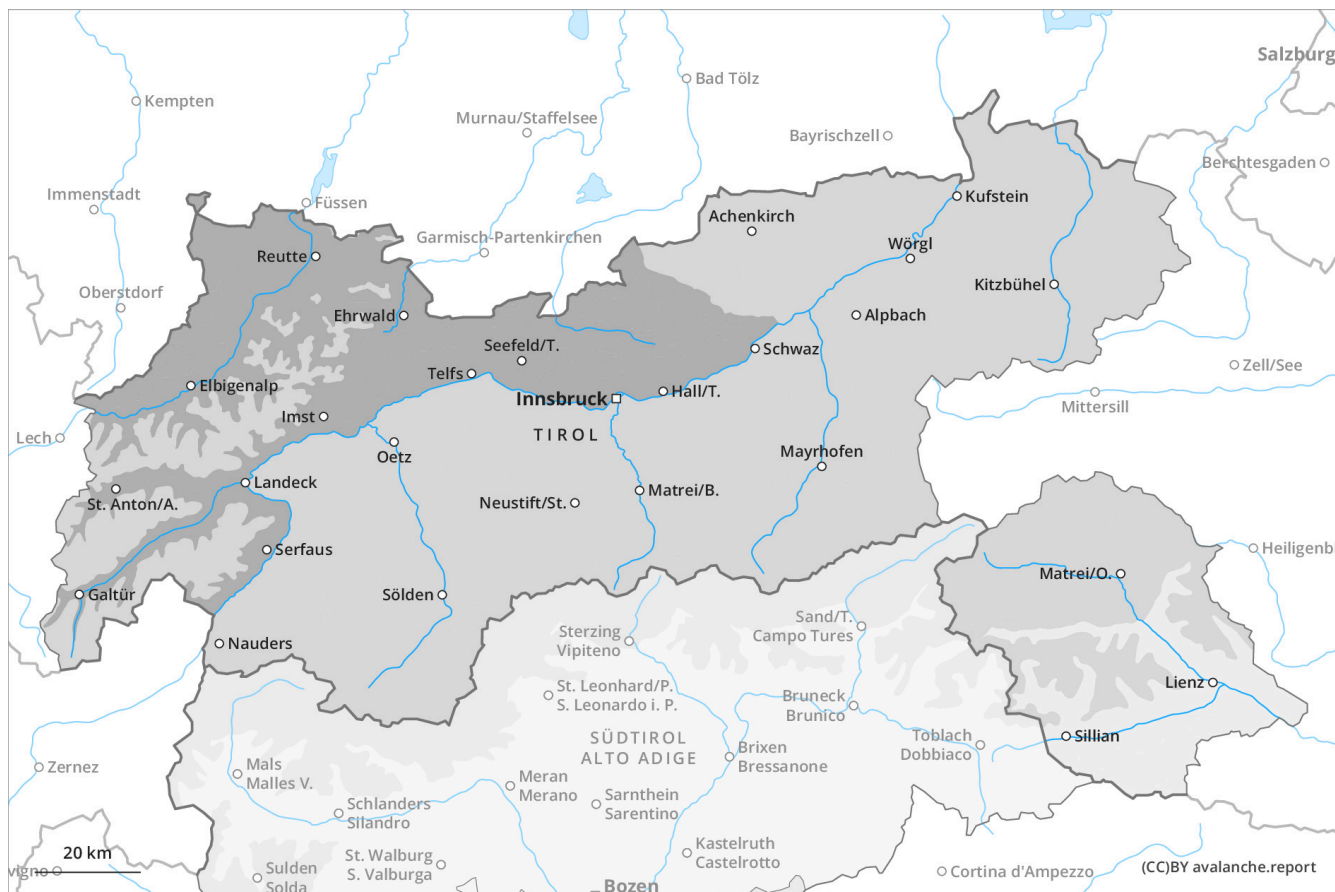 Salzburg
Bad Tölz
Kempten
Murnau/Staffelsee
Bayrischzell
Berchtesgaden
Immenstadt
Füssen
Kufstein
Achenkirch
Garmisch-Partenkirchen
Wörgl
Reutte
Oberstdorf
Kitzbühel
Ehrwald
Alpbach
Seefeld/T.
Schwaz
Zell/See
Telfs
Elbigenalp
Hall/T.
Innsbruck
Mittersill
Imst
Lech
TIROL
Oetz
Mayrhofen
Landeck
St. Anton/A.
Neustift/St.
Matrei/B.
Serfaus
Heiligenb
Matrei/O.
Galtür
Sölden
Sand/T.
Campo Tures
Sterzing
Vipiteno
Nauders
Lienz
St. Leonhard/P.
S. Leonardo i. P.
Bruneck
Brunico
SÜDTIROL
ALTO ADIGE
Sillian
Toblach
Dobbiaco
Brixen
Bressanone
Zernez
Mals
Malles V.
Meran
Merano
Sarnthein
Sarentino
Schlanders
Silandro
Kastelruth
Castelrotto
20 km
St. Walburg
S. Valburga
vigno
Sulden
Solda
Cortina d'Ampezzo
(CC)BY avalanche.report
Bozen